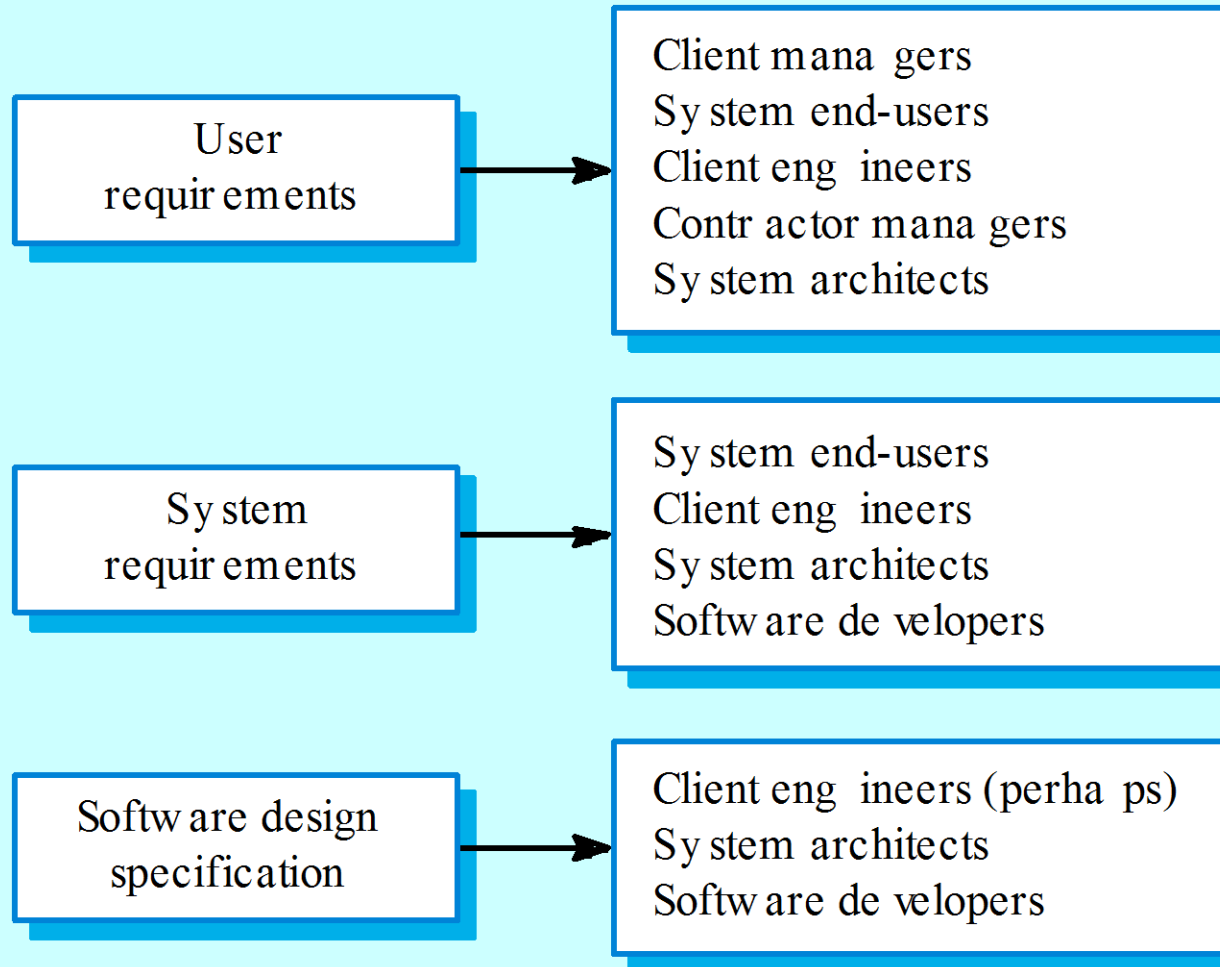 User
requirements
Client managers
System end-users
Client engineers
Contractor managers
System architects
System
requirements
System end-users
Client engineers
System architects
Software developers
Software design
specification
Client engineers (perhaps)
System architects
Software developers